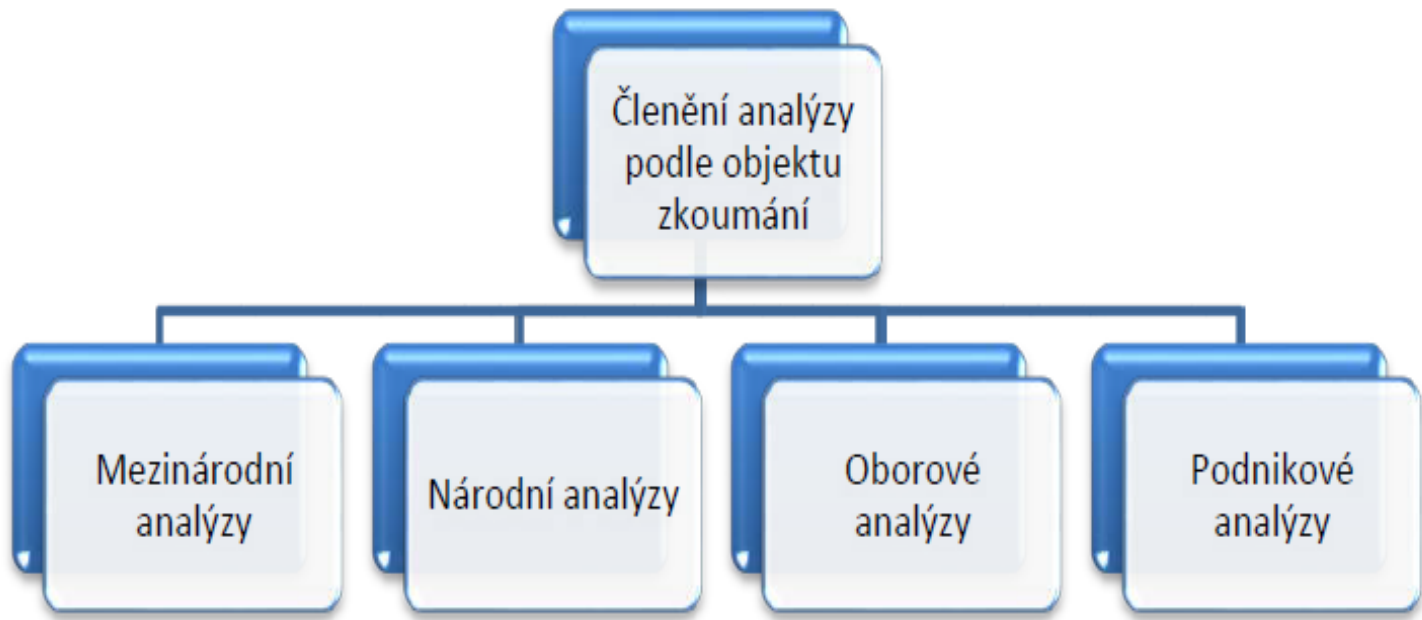 Členění analýzy
podle objektu
zkoumání
Mezinárodní
analýzy
Národní analýzy
Oborové
analýzy
Podnikové
analýzy